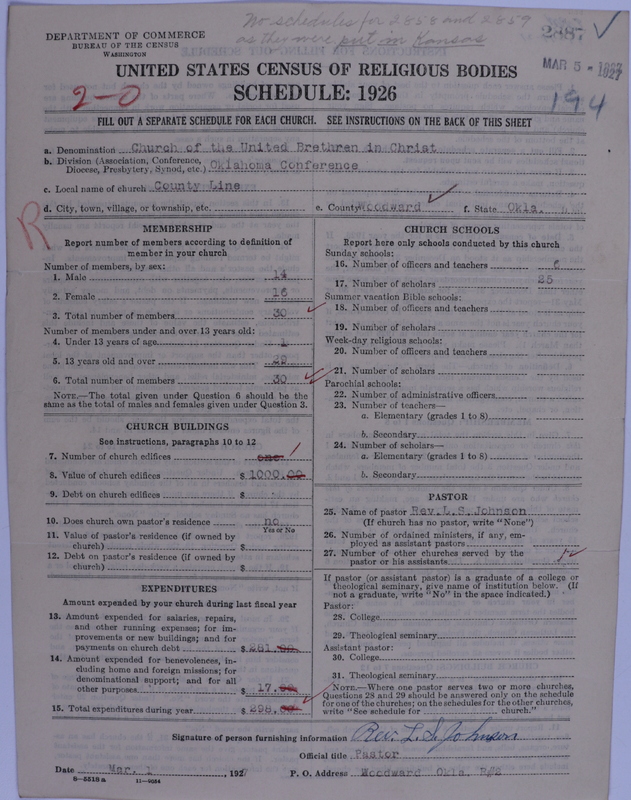 No schedules for 2858 and 2859
as they were put in Kansas
2887
DEPARTMENT OF COMMERCE
BUREAU OF THE CENSUS
WASHINGTON
MAR 5 - 1927
1927
UNITED STATES CENSUS OF RELIGIOUS BODIES
SCHEDULE: 1926
2-0
194
FILL OUT A SEPARATE SCHEDULE FOR EACH CHURCH. SEE INSTRUCTIONS ON THE BACK OF THIS SHEET
a. Denomination Church of the United Brethren in Christ
b. Division (Association, Conference, Diocese, Presbytery, Synod, etc.) Oklahoma Conference
c. Local name of church County Line
d. City, town, village, or township, etc. e. County Woodward f. State Okla.
R
MEMBERSHIP
Report number of members according to definition of
member in your church
Number of members, by sex:
1. Male 14
2. Female 16
3. Total number of members 30
Number of members under and over 13 years old:
4. Under 13 years of age 1
5. 13 years old and over 29
6. Total number of members 30
NOTE.—The total given under Question 6 should be
same as the total of males and females given under Question 3.
CHURCH BUILDINGS
See instructions, paragraphs 10 to 12
7. Number of church edifices one 1
8. Value of church edifices $ 1000.00
9. Debt on church edifices $
10. Does church own pastor's residence no
Yes or No
11. Value of pastor's residence (if owned by
church) $
12. Debt on pastor's residence (if owned by
church) $
EXPENDITURES
Amount expended by your church during last fiscal year
13. Amount expended for salaries, repairs,
and other running expense; for im-
provements or new buildings; and for
payments on church debt $ 281.00
14. Amount expended for benevolences, in-
cluding home and foreign missions; for
denominational support; and for all
other purposes $ 17.00
15. Total expenditures during year $ 298.00
CHURCH SCHOOLS
Report here only schools conducted by this church
Sunday schools:
16. Number of officers and teachers 6
17. Number of scholars 25
Summer vacation Bible schools:
18. Number of officers and teachers
19. Number of scholars
Week-day religious schools:
20. Number of officers and teachers
21. Number of scholars
Parochial schools:
22. Number of administrative officers
23. Number of teachers—
a. Elementary (grades 1 to 8)
b. Secondary
24. Number of scholars—
a. Elementary (grades 1 to 8)
b. Secondary
PASTOR
25. Name of pastor Rev. L.S. Johnson
(If church has no pastor, write "None")
26. Number of ordained ministers, if any, em-
ployed as assistant pastors
27. Number of other churches served by the
pastor or his assistants
If pastor (or assistant pastor) is a graduate of a college or
theological seminary, give name of institution below. (If
not a graduate, write "No" in the space indicated.)
Pastor:
28. College
29. Theological seminary
Assistant pastor:
30. College
31. Theological seminary
NOTE.—Where one pastor serves two or more churches,
Questions 28 and 29 should be answered only on the schedule
for one of the churches; on the schedules for the other churches,
write "See schedule for church."
Signature of person furnishing information Rev. L. S. Johnson
Official title Pastor
Date Mar. 1, 192 P. O. Address Woodward Okla.
8-5518a 11-9034